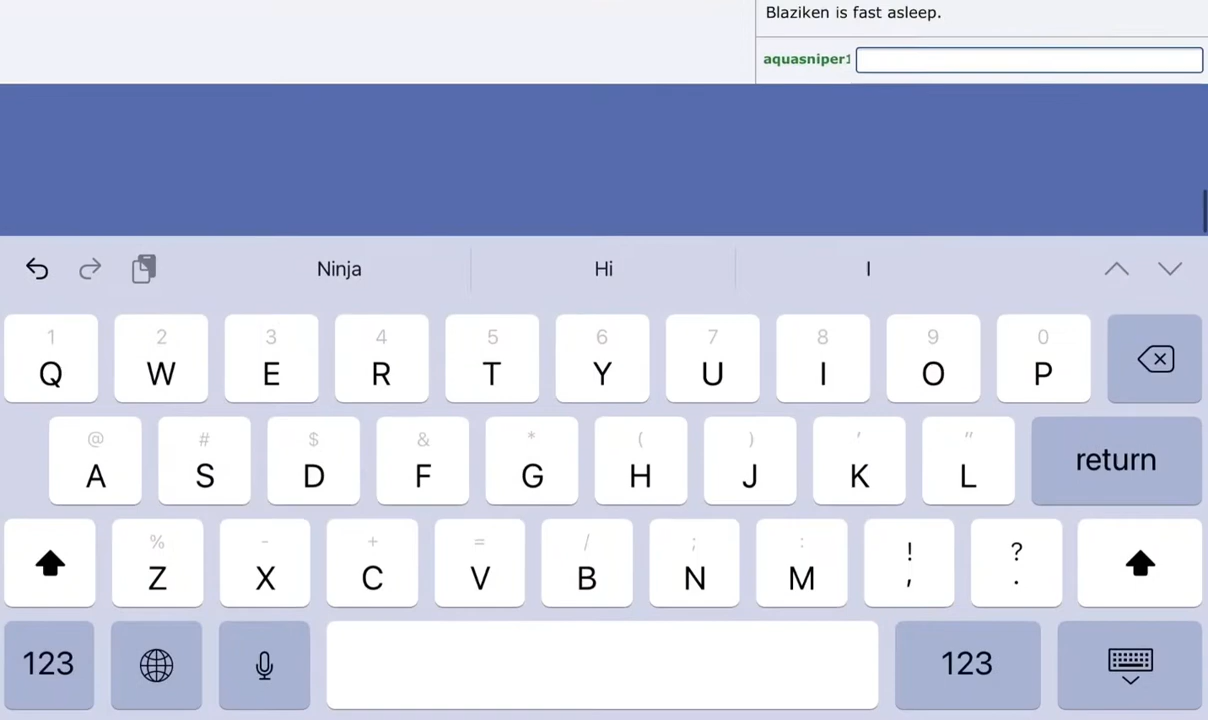 Blaziken is fast asleep.
aquasniper1
Ninja Hi I
1 2 3 4 5 6 7 8 9 0
Q W E R T Y U I O P
@ # $ & * ( ) ' "
A S D F G H J K L return
% - + = / ; : ! ?
Z X C V B N M , .
123 123